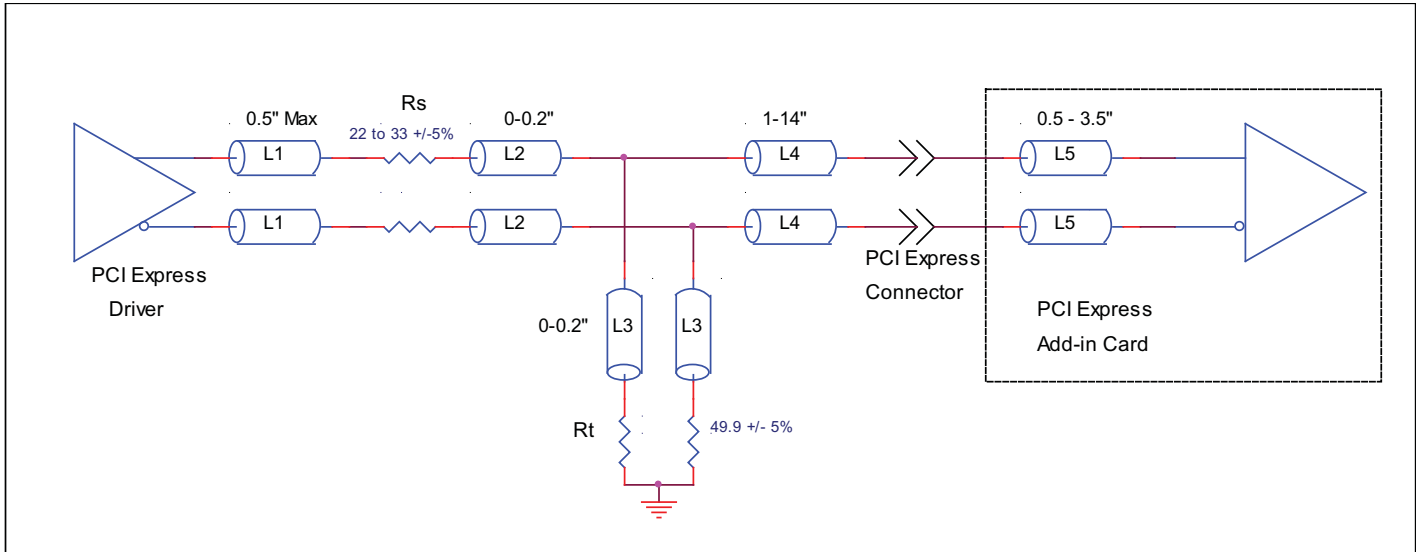 Rs
0.5" Max
22 to 33 +/-5%
0-0.2"
1-14"
0.5 - 3.5"
L1
L2
L4
L5
L1
L2
L4
L5
PCI Express
Driver
PCI Express
Connector
0-0.2"
L3
L3
PCI Express
Add-in Card
Rt
49.9 +/- 5%